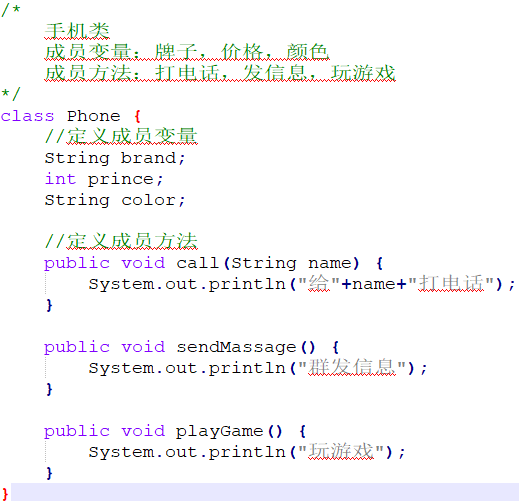 /*
手机类
成员变量：牌子，价格，颜色
成员方法：打电话，发信息，玩游戏
*/
class Phone {
//定义成员变量
String brand;
int prince;
String color;
//定义成员方法
public void call(String name) {
System.out.println("给"+name+"打电话");
}
public void sendMassage() {
System.out.println("群发信息");
}
public void playGame() {
System.out.println("玩游戏");
}
}